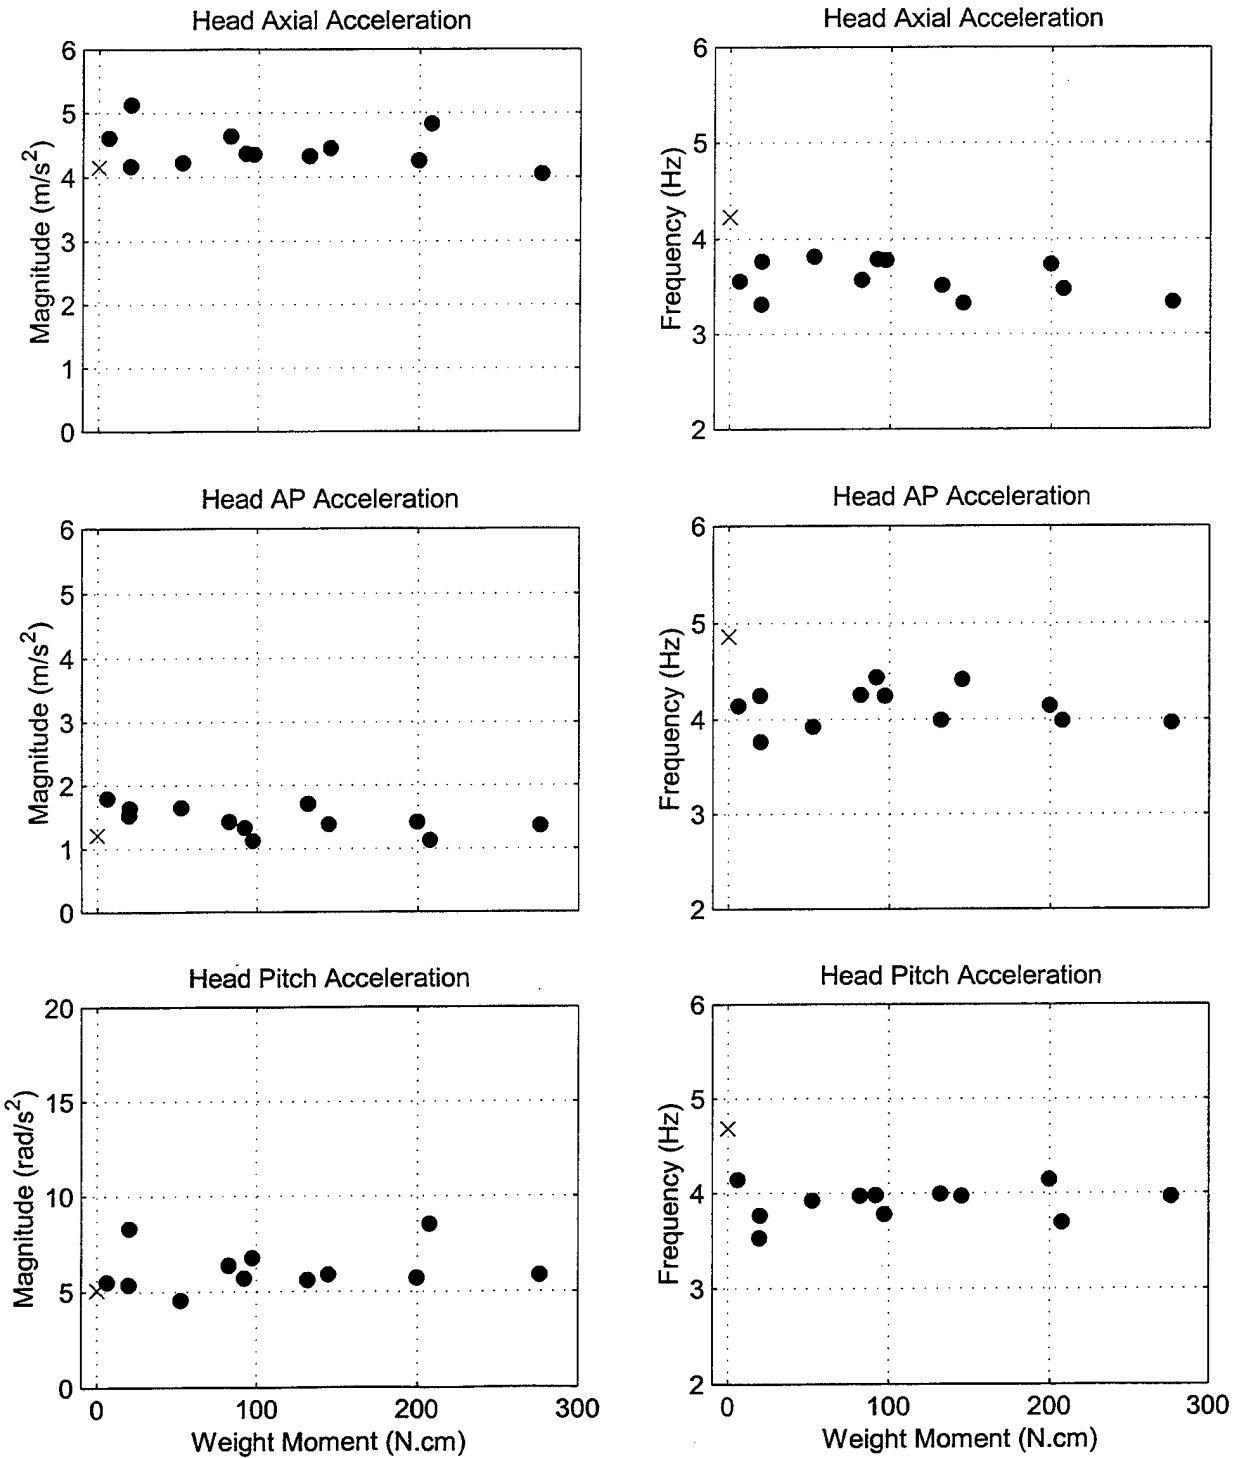 Head Axial Acceleration
6
5
4
3
2
1
0
Magnitude (m/s²)
Head Axial Acceleration
6
5
4
3
2
Frequency (Hz)
Head AP Acceleration
6
5
4
3
2
1
0
Magnitude (m/s²)
Head AP Acceleration
6
5
4
3
2
Frequency (Hz)
Head Pitch Acceleration
20
15
10
5
0
Magnitude (rad/s²)
0 100 200 300
Weight Moment (N.cm)
Head Pitch Acceleration
6
5
4
3
2
Frequency (Hz)
0 100 200 300
Weight Moment (N.cm)